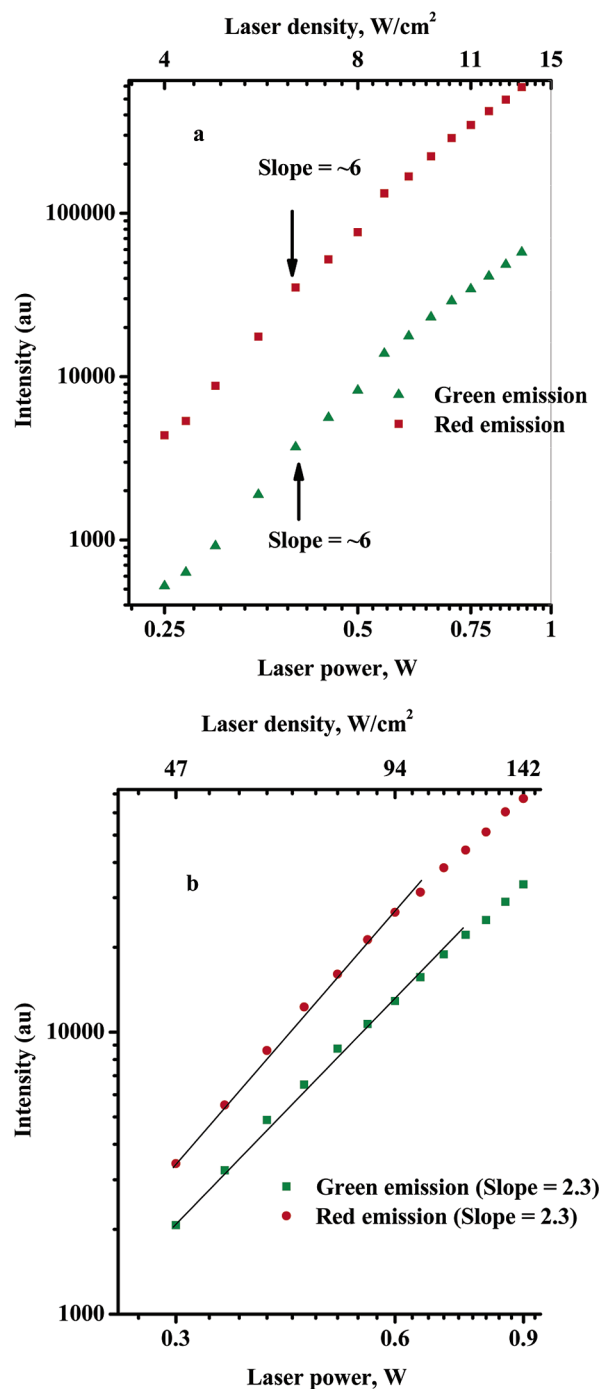 Laser density, W/cm²
4 8 11 15
a
Slope = ~6
100000
10000
1000
Intensity (au)
Green emission
Red emission
Slope = ~6
0.25 0.5 0.75 1
Laser power, W
Laser density, W/cm²
47 94 142
b
10000
1000
Intensity (au)
Green emission (Slope = 2.3)
Red emission (Slope = 2.3)
0.3 0.6 0.9
Laser power, W